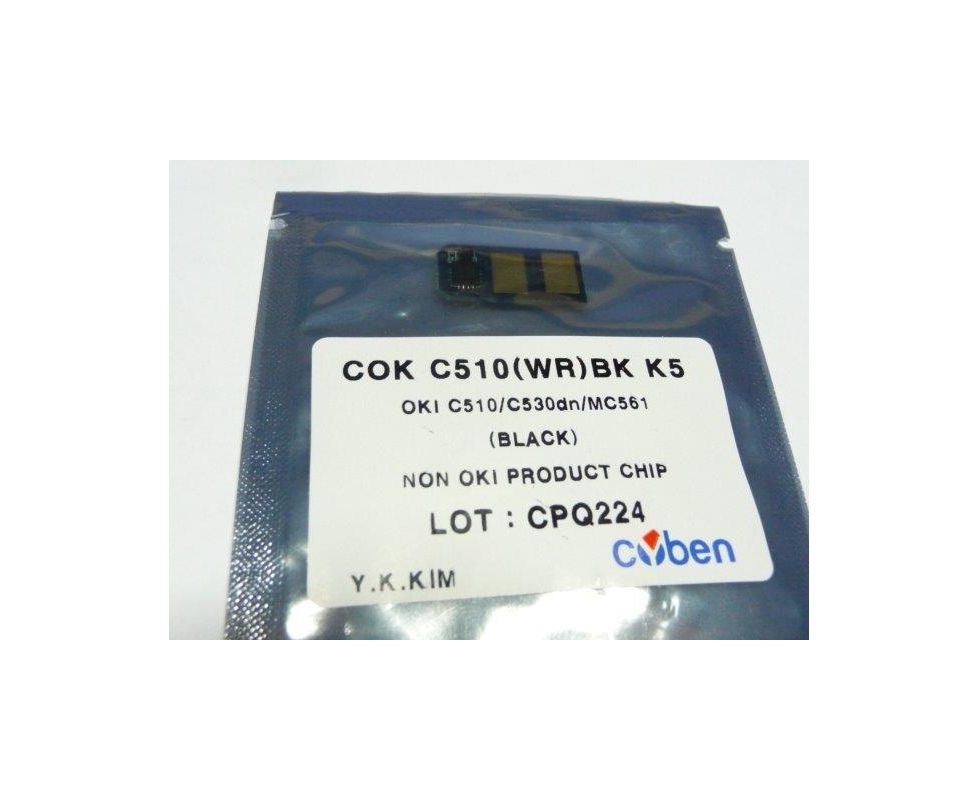 COK C510(WR)BK K5
OKI C510/C530dn/MC561
(BLACK)
NON OKI PRODUCT CHIP
LOT : CPQ224
coben
Y.K.KIM